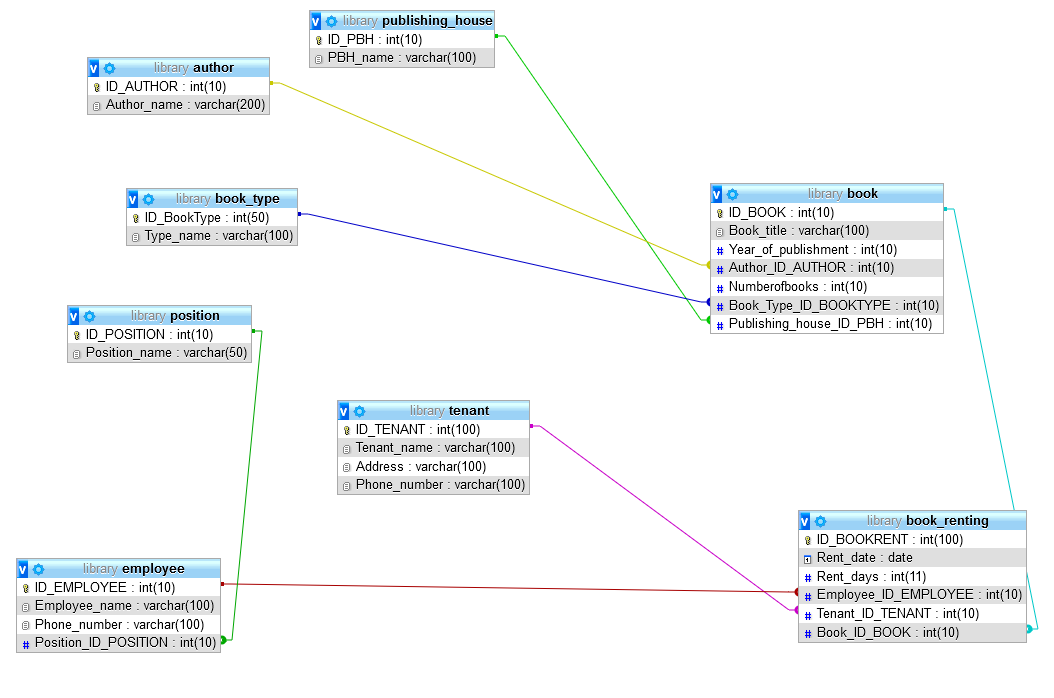 library publishing_house
ID_PBH : int(10)
PBH_name : varchar(100)
library author
ID_AUTHOR : int(10)
Author_name : varchar(200)
library book_type
ID_BookType : int(50)
Type_name : varchar(100)
library book
ID_BOOK : int(10)
Book_title : varchar(100)
Year_of_publishment : int(10)
Author_ID_AUTHOR : int(10)
Numberofbooks : int(10)
Book_Type_ID_BOOKTYPE : int(10)
Publishing_house_ID_PBH : int(10)
library position
ID_POSITION : int(10)
Position_name : varchar(50)
library tenant
ID_TENANT : int(100)
Tenant_name : varchar(100)
Address : varchar(100)
Phone_number : varchar(100)
library book_renting
ID_BOOKRENT : int(100)
Rent_date : date
Rent_days : int(11)
Employee_ID_EMPLOYEE : int(10)
Tenant_ID_TENANT : int(10)
Book_ID_BOOK : int(10)
library employee
ID_EMPLOYEE : int(10)
Employee_name : varchar(100)
Phone_number : varchar(100)
Position_ID_POSITION : int(10)